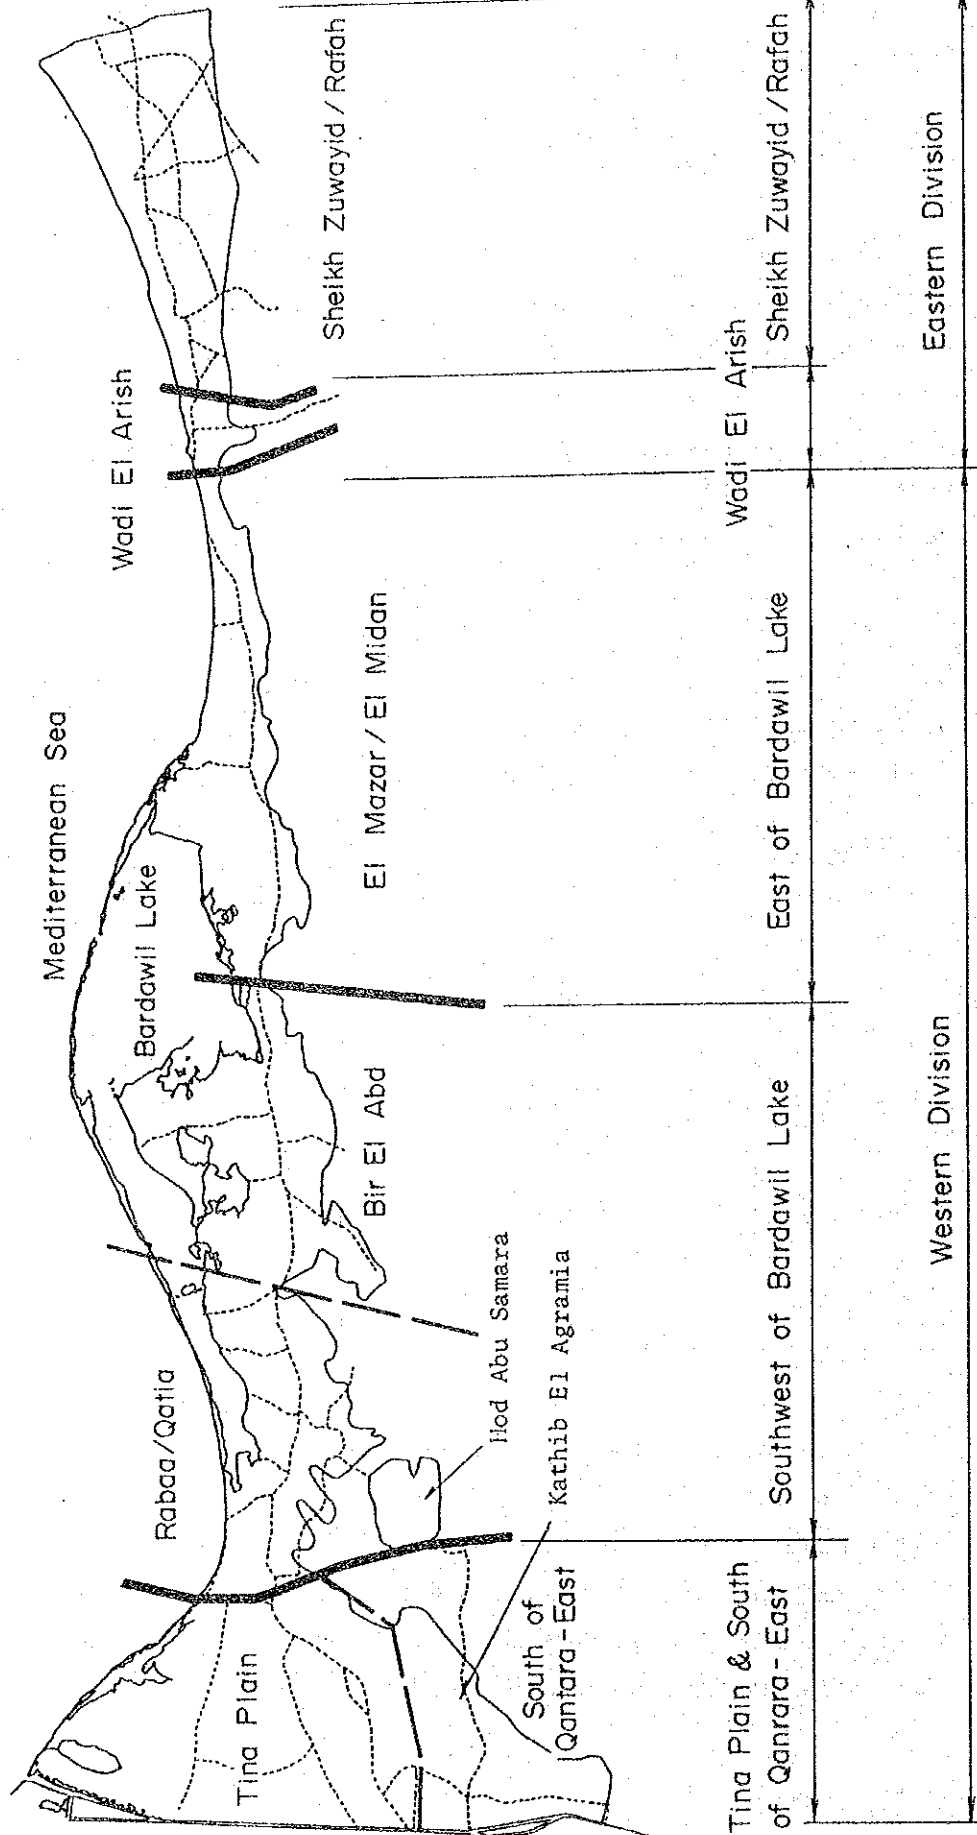 Mediterranean Sea
Bardawil Lake
Rabaa/Qatia
Tina Plain
South of
Qantara-East
Bir El Abd
El Mazar / El Midan
Wadi El Arish
Sheikh Zuwayid / Rafah
Hod Abu Samara
Kathib El Agramia
Tina Plain & South
of Qanrara-East
Southwest of Bardawil Lake
East of Bardawil Lake
Wadi El Arish
Sheikh Zuwayid / Rafah
Western Division
Eastern Division